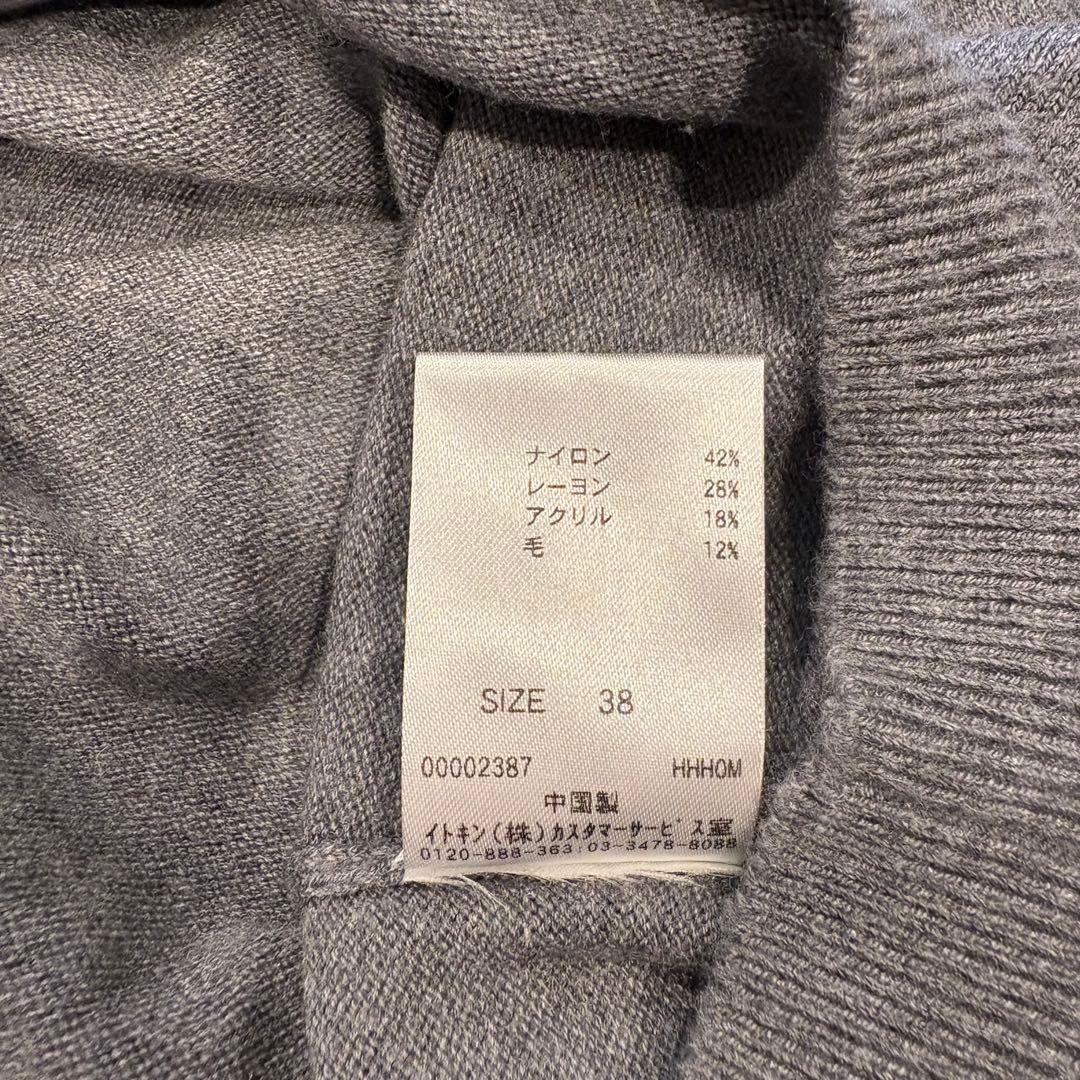 ナイロン 42%
レーヨン 28%
アクリル 18%
毛 12%
SIZE 38
00002387 HHH0M
中国製
イトキン(株)カスタマーサービス室
0120-888-363:03-3478-8088